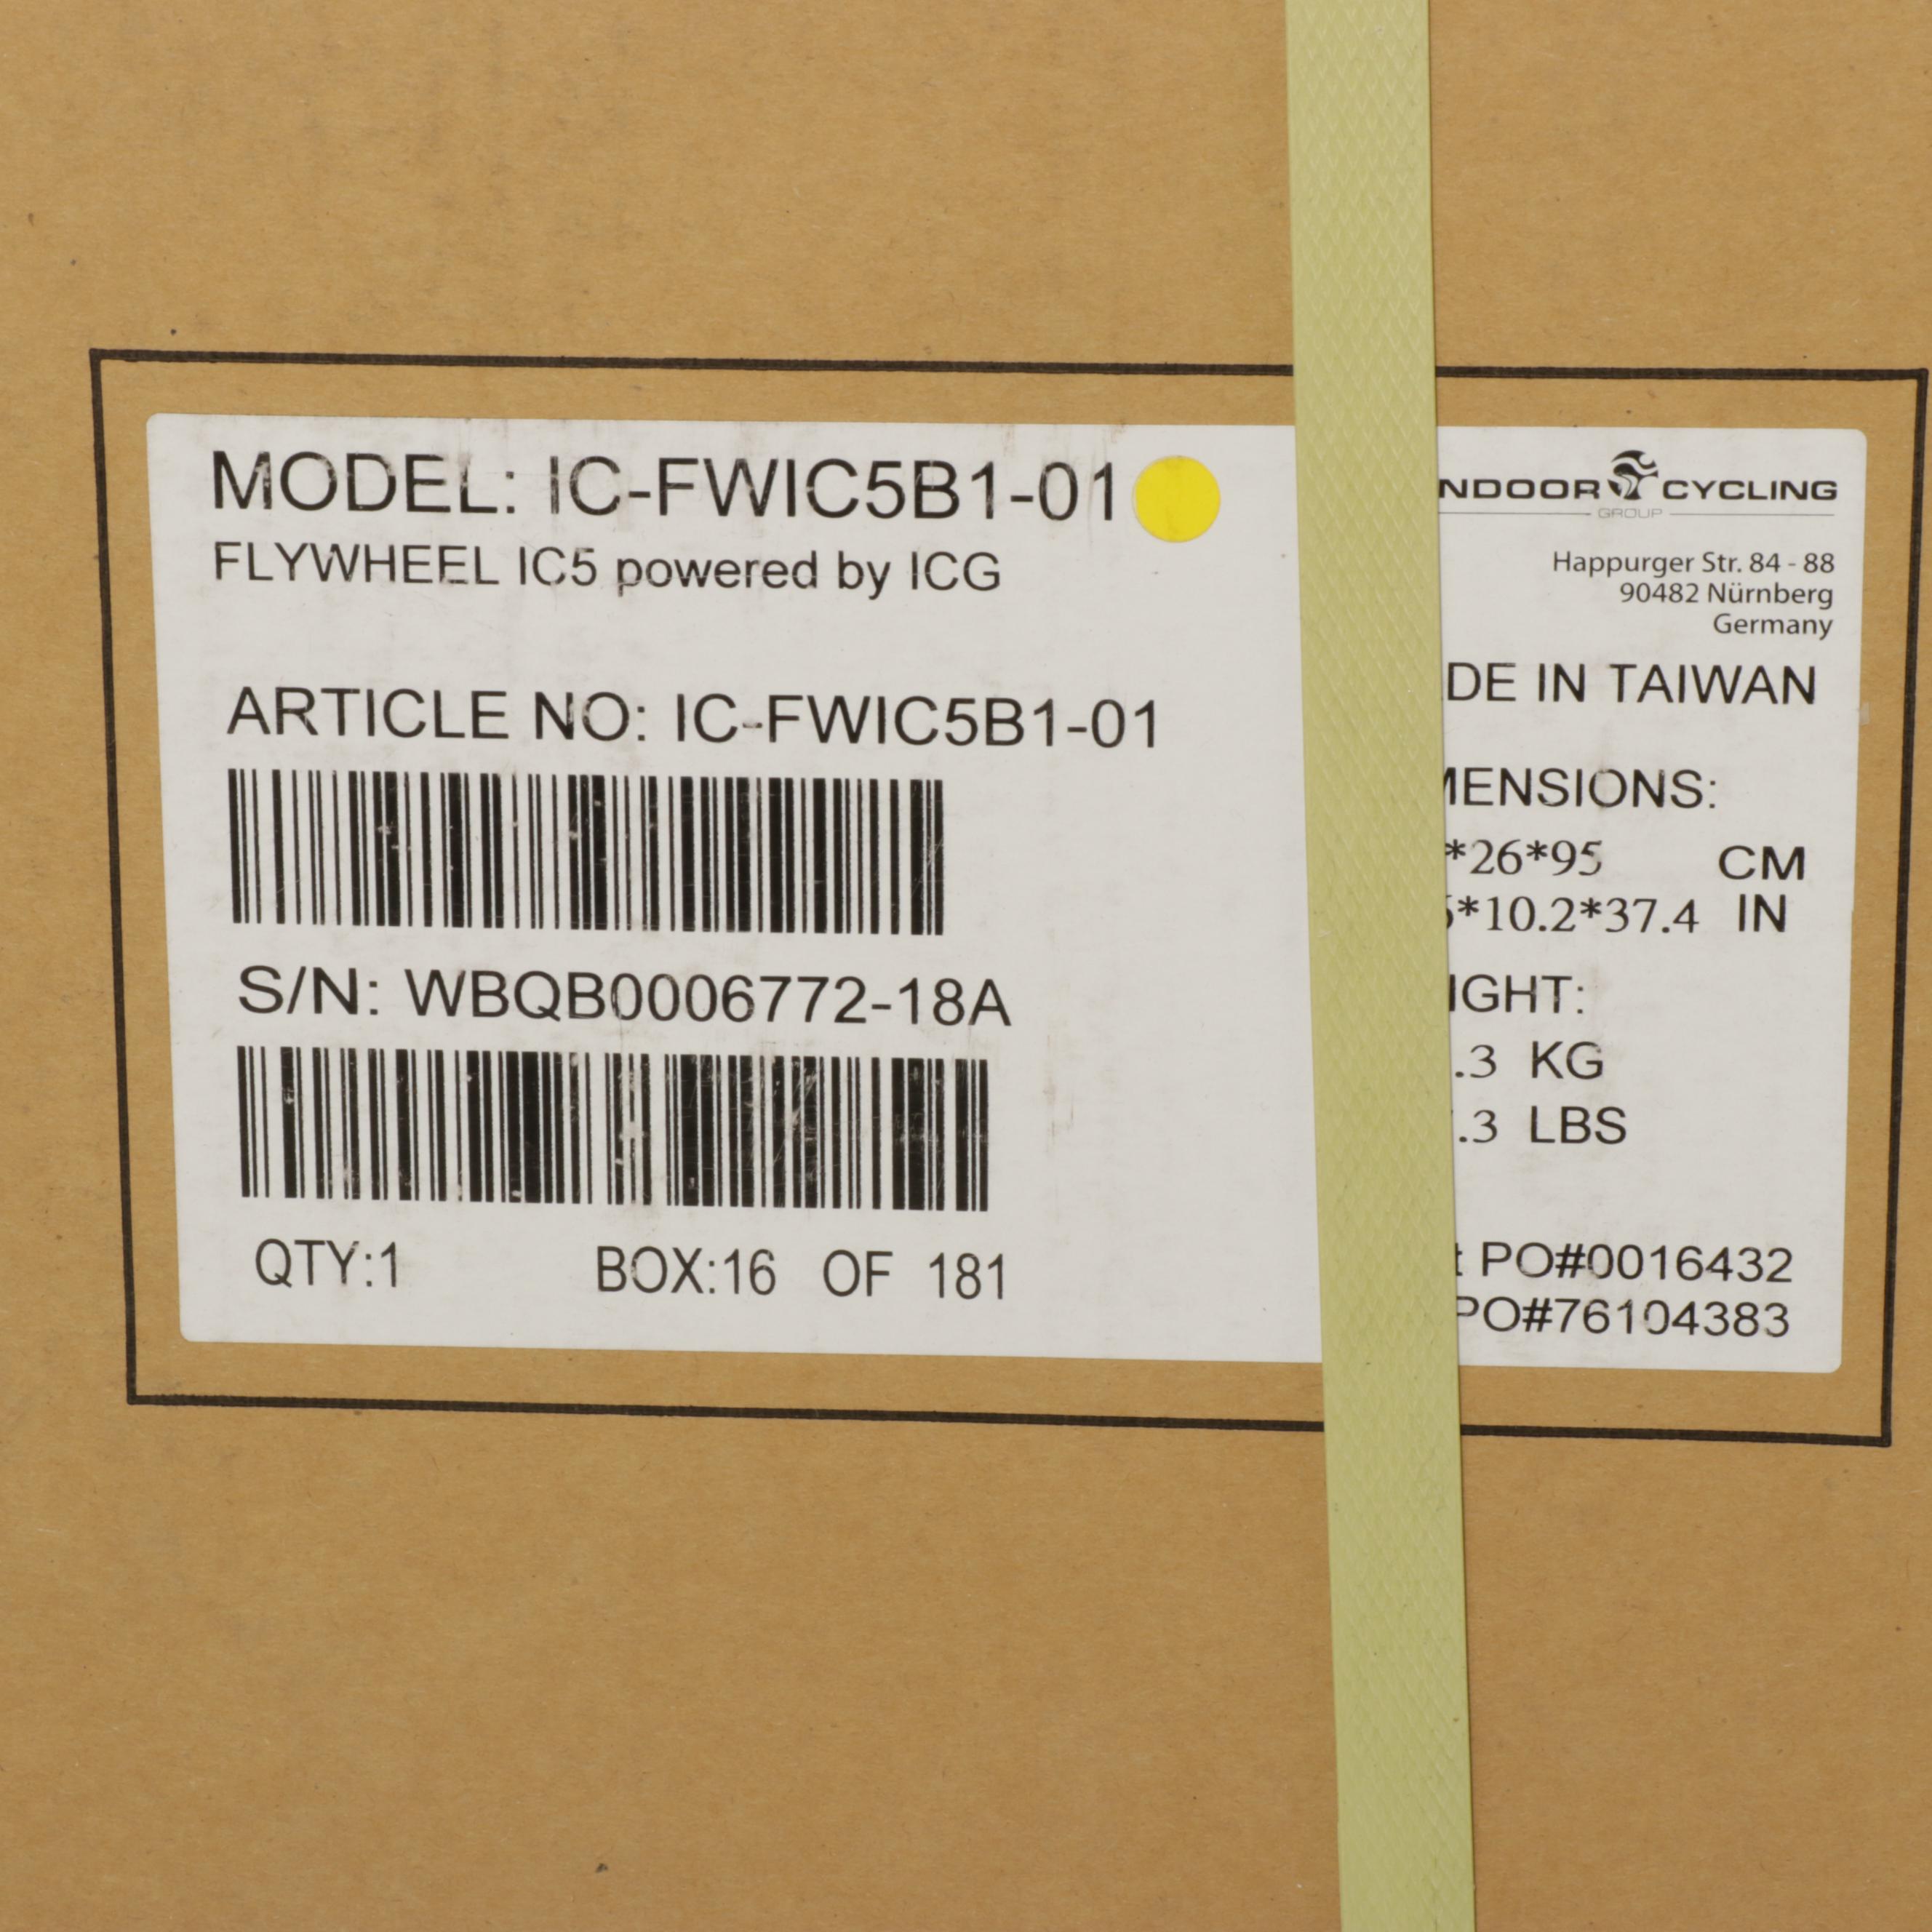 MODEL: IC-FWIC5B1-01
FLYWHEEL IC5 powered by ICG
ARTICLE NO: IC-FWIC5B1-01
S/N: WBQB0006772-18A
QTY:1 BOX:16 OF 181
NDOOR CYCLING
GROUP
Happurger Str. 84 - 88
90482 Nürnberg
Germany
DE IN TAIWAN
MENSIONS:
*26*95 CM
*10.2*37.4 IN
IGHT:
.3 KG
.3 LBS
PO#0016432
PO#76104383